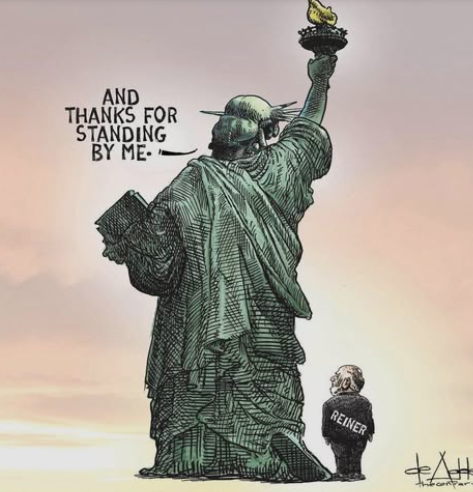 AND
THANKS FOR
STANDING
BY ME.
REINER